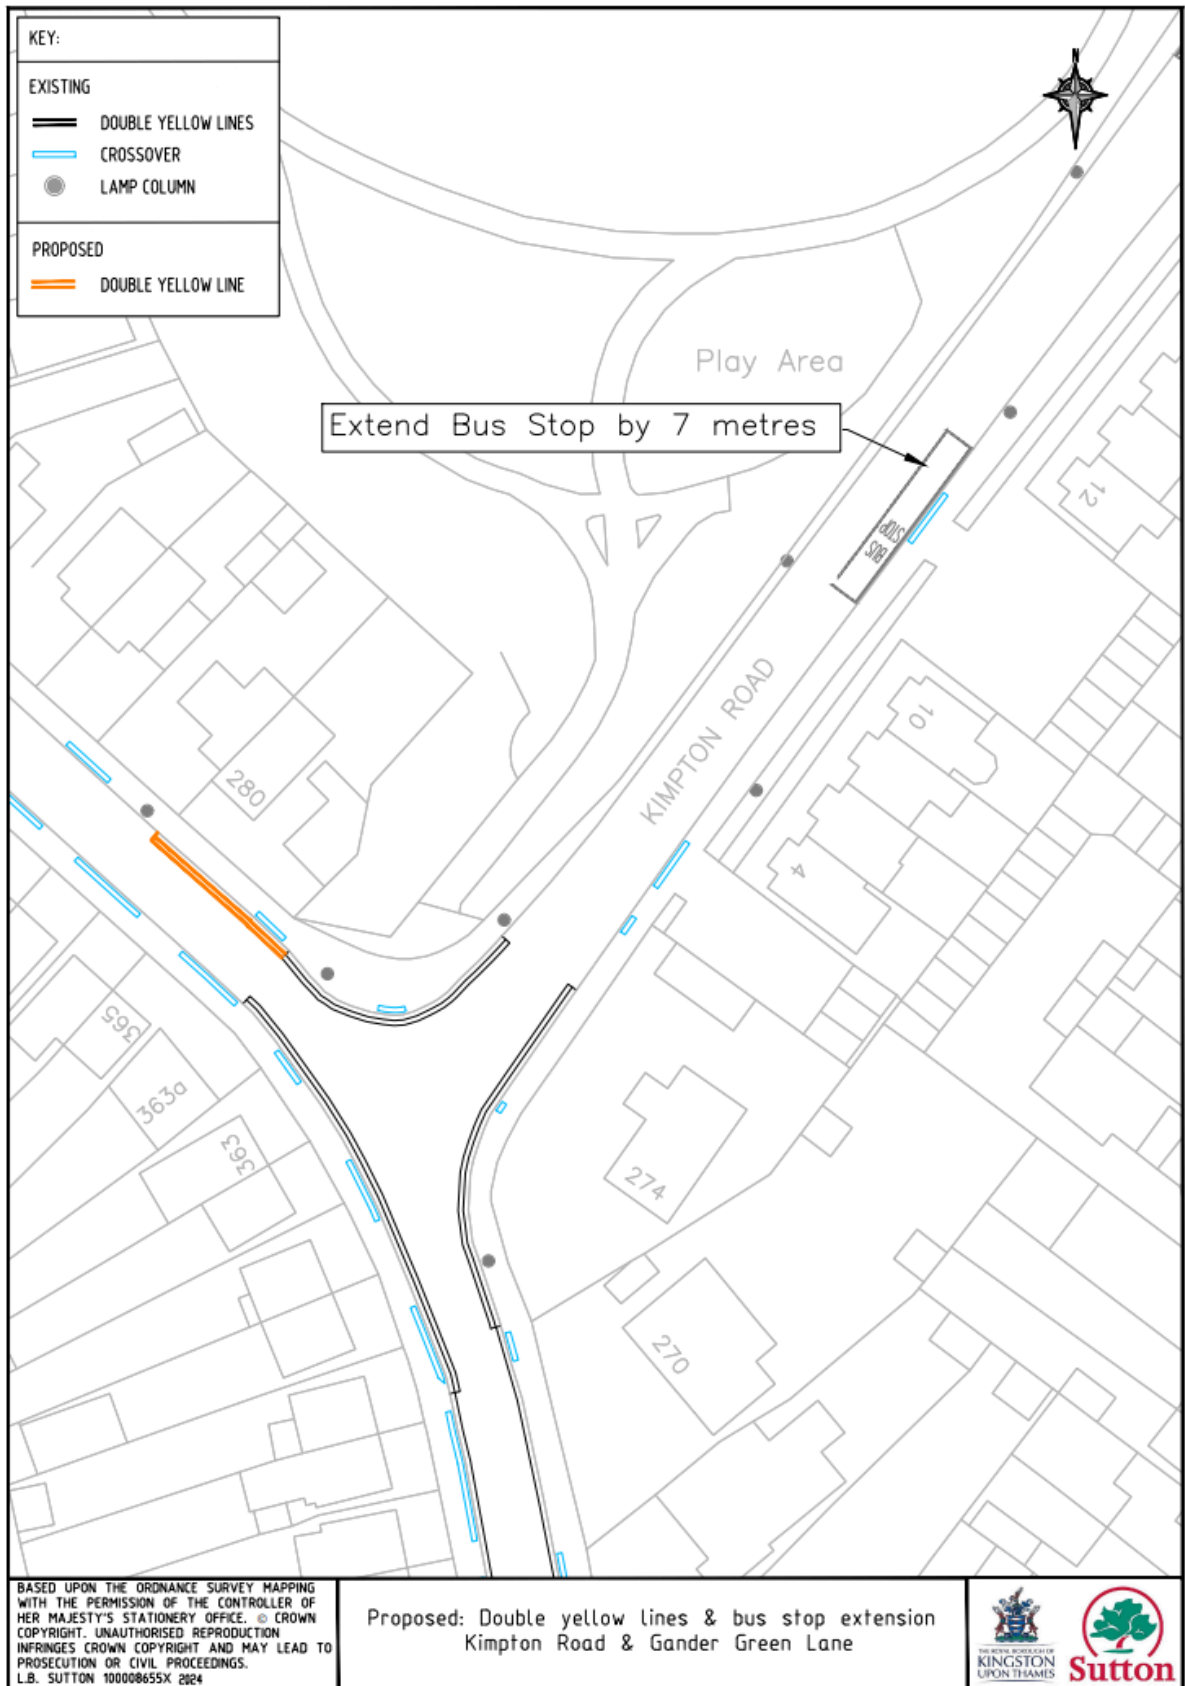 KEY:
EXISTING
DOUBLE YELLOW LINES
CROSSOVER
LAMP COLUMN
PROPOSED
DOUBLE YELLOW LINE
N
Play Area
Extend Bus Stop by 7 metres
12
BUS
STOP
KIMPTON ROAD
10
280
4
365
363a
363
274
270
BASED UPON THE ORDNANCE SURVEY MAPPING
WITH THE PERMISSION OF THE CONTROLLER OF
HER MAJESTY'S STATIONERY OFFICE. © CROWN
COPYRIGHT. UNAUTHORISED REPRODUCTION
INFRINGES CROWN COPYRIGHT AND MAY LEAD TO
PROSECUTION OR CIVIL PROCEEDINGS.
L.B. SUTTON 100008655X 2024
Proposed: Double yellow lines & bus stop extension
Kimpton Road & Gander Green Lane
THE ROYAL BOROUGH OF
KINGSTON
UPON THAMES
Sutton